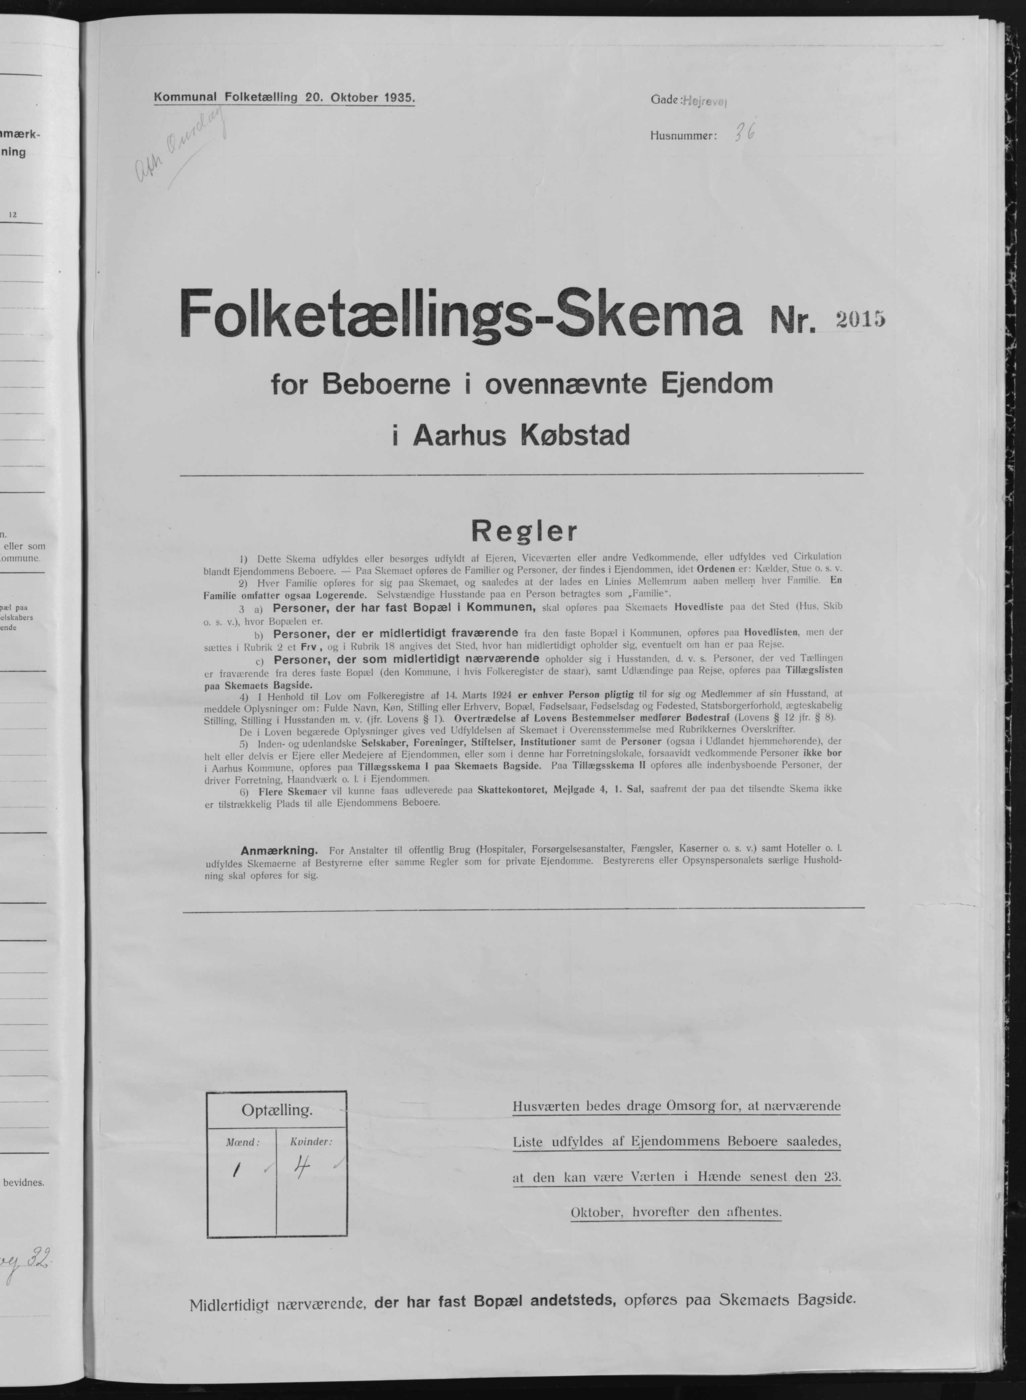 Kommunal Folketælling 20. Oktober 1935.
Gade: Hejrevej
Husnummer: 36
Afh Onsdag
Folketællings-Skema Nr. 2015
for Beboerne i ovennævnte Ejendom
i Aarhus Købstad
Regler
1) Dette Skema udfyldes eller besørges udfyldt af Ejeren, Viceværten eller andre Vedkommende, eller udfyldes ved Cirkulation
blandt Ejendommens Beboere. — Paa Skemaet opføres de Familier og Personer, der findes i Ejendommen, idet Ordenen er: Kælder, Stue o. s. v.
2) Hver Familie opføres for sig paa Skemaet, og saaledes at der lades en Linies Mellemrum aaben mellem hver Familie. En
Familie omfatter ogsaa Logerende. Selvstændige Husstande paa en Person betragtes som „Familie".
3 a) Personer, der har fast Bopæl i Kommunen, skal opføres paa Skemaets Hovedliste paa det Sted (Hus, Skib
o. s. v.), hvor Bopælen er.
b) Personer, der er midlertidigt fraværende fra den faste Bopæl i Kommunen, opføres paa Hovedlisten, men der
sættes i Rubrik 2 et Frv., og i Rubrik 18 angives det Sted, hvor han midlertidigt opholder sig, eventuelt om han er paa Rejse.
c) Personer, der som midlertidigt nærværende opholder sig i Husstanden, d. v. s. Personer, der ved Tællingen
er fraværende fra deres faste Bopæl (den Kommune, i hvis Folkeregister de staar), samt Udlændinge paa Rejse, opføres paa Tillægslisten
paa Skemaets Bagside.
4) I Henhold til Lov om Folkeregistre af 14. Marts 1924 er enhver Person pligtig til for sig og Medlemmer af sin Husstand, at
meddele Oplysninger om: Fulde Navn, Køn, Stilling eller Erhverv, Bopæl, Fødselsaar, Fødselsdag og Fødested, Statsborgerforhold, ægteskabelig
Stilling, Stilling i Husstanden m. v. (jfr. Lovens § 1). Overtrædelse af Lovens Bestemmelser medfører Bødestraf (Lovens § 12 jfr. § 8).
De i Loven begærede Oplysninger gives ved Udfyldelsen af Skemaet i Overensstemmelse med Rubrikkernes Overskrifter.
5) Inden- og udenlandske Selskaber, Foreninger, Stiftelser, Institutioner samt de Personer (ogsaa i Udlandet hjemmehørende), der
helt eller delvis er Ejere eller Medejere af Ejendommen, eller som i denne har Forretningslokale, forsaavidt vedkommende Personer ikke bor
i Aarhus Kommune, opføres paa Tillægsskema I paa Skemaets Bagside. Paa Tillægsskema II opføres alle indenbysboende Personer, der
driver Forretning, Haandværk o. l. i Ejendommen.
6) Flere Skemaer vil kunne faas udleverede paa Skattekontoret, Mejlgade 4, 1. Sal, saafremt der paa det tilsendte Skema ikke
er tilstrækkelig Plads til alle Ejendommens Beboere.
Anmærkning. For Anstalter til offentlig Brug (Hospitaler, Forsørgelsesanstalter, Fængsler, Kaserner o. s. v.) samt Hoteller o. l.
udfyldes Skemaerne af Bestyrerne efter samme Regler som for private Ejendomme. Bestyrerens eller Opsynspersonalets særlige Hushold-
ning skal opføres for sig.
Optælling.
Mænd: Kvinder:
1 4
Husværten bedes drage Omsorg for, at nærværende
Liste udfyldes af Ejendommens Beboere saaledes,
at den kan være Værten i Hænde senest den 23.
Oktober, hvorefter den afhentes.
Midlertidigt nærværende, der har fast Bopæl andetsteds, opføres paa Skemaets Bagside.
mærk-
ning
12
n.
eller som
ommune.
pæl paa
elskabers
ende
bevidnes.
32